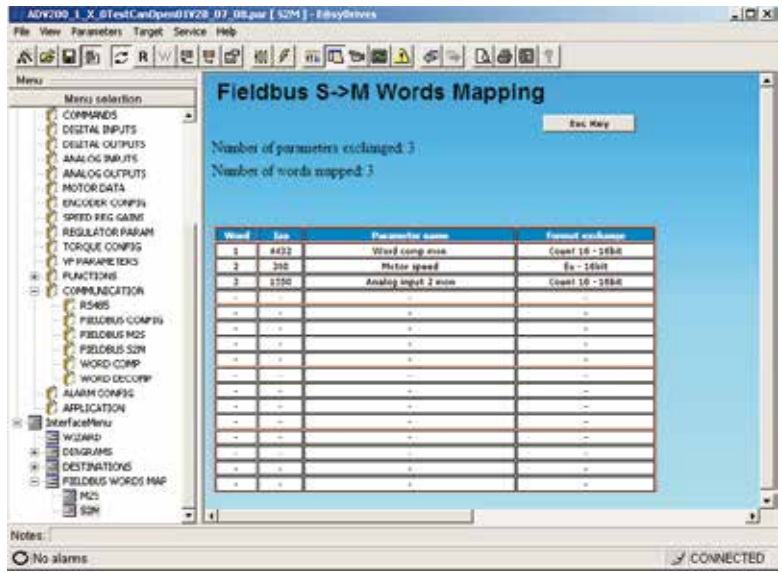 ADV200_1_X_0TestCanOpen01V28_07_08.par [ S2M ] - EasyDrives
File View Parameters Target Service Help
R W
Menu
Menu selection
COMMANDS
DIGITAL INPUTS
DIGITAL OUTPUTS
ANALOG INPUTS
ANALOG OUTPUTS
MOTOR DATA
ENCODER CONFIG
SPEED REG GAINS
REGULATOR PARAM
TORQUE CONFIG
VF PARAMETERS
FUNCTIONS
COMMUNICATION
RS485
FIELDBUS CONFIG
FIELDBUS M2S
FIELDBUS S2M
WORD COMP
WORD DECOMP
ALARM CONFIG
APPLICATION
InterfaceMenu
WIZARD
DIAGRAMS
DESTINATIONS
FIELDBUS WORDS MAP
M2S
S2M
Fieldbus S->M Words Mapping
Esc Key
Number of parameters exchanged: 3
Number of words mapped: 3
Word Ipa Parameter name Format exchange
1 4432 Word comp mon Count 16 - 16bit
2 260 Motor speed Eu - 16bit
3 1550 Analog input 2 mon Count 16 - 16bit
Notes:
No alarms CONNECTED